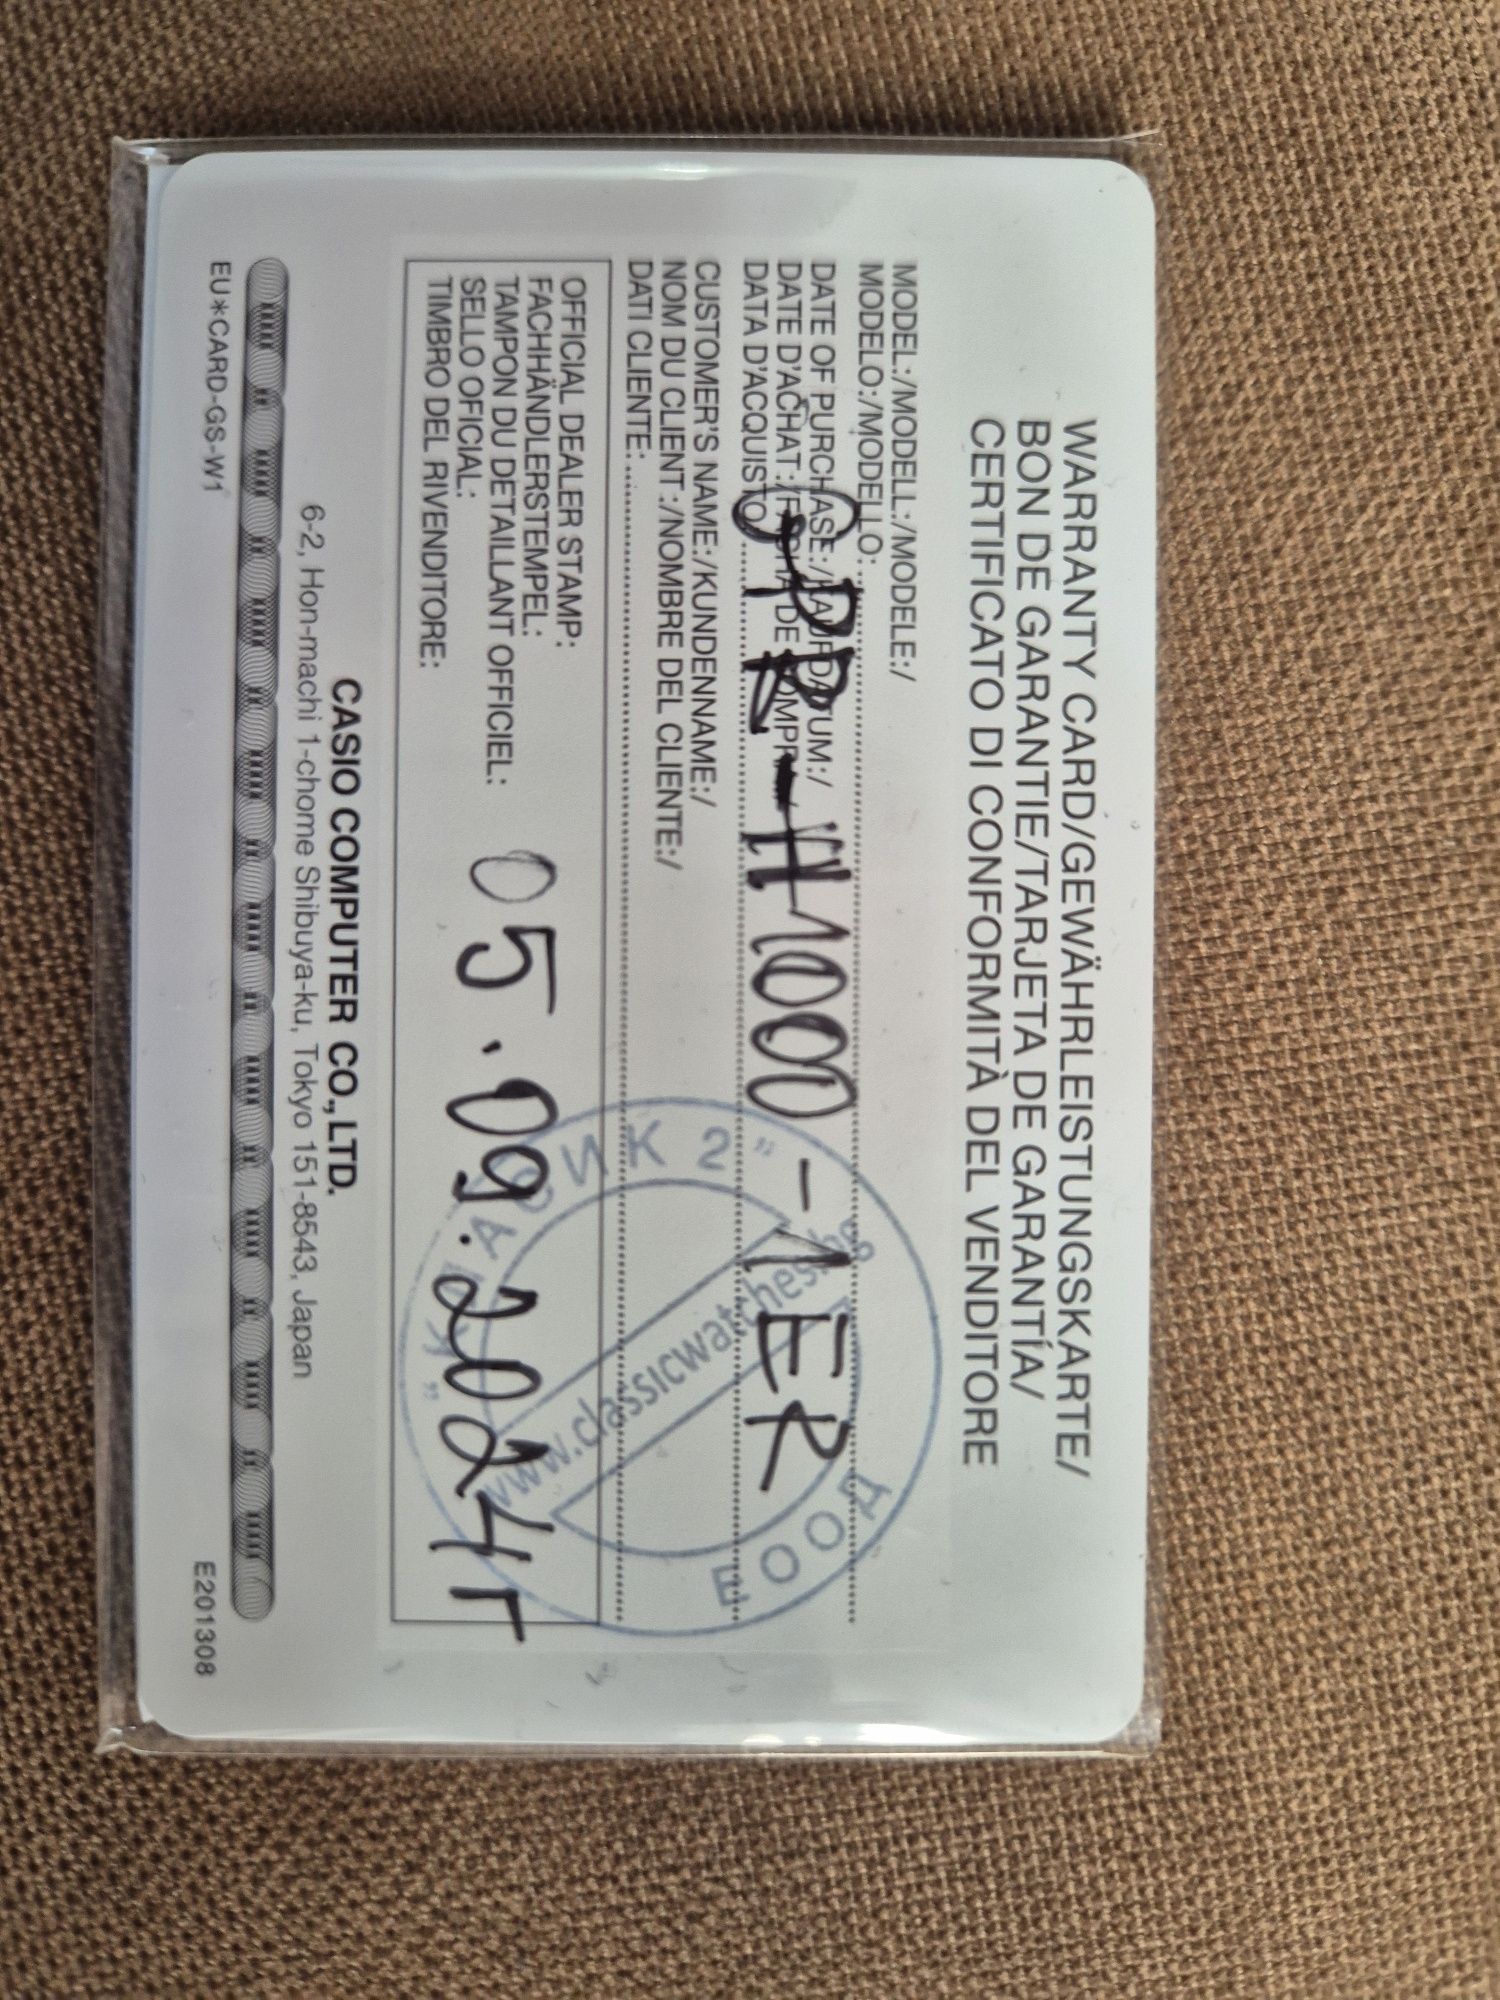 WARRANTY CARD/GEWÄHRLEISTUNGSKARTE/
BON DE GARANTIE/TARJETA DE GARANTÍA/
CERTIFICATO DI CONFORMITÀ DEL VENDITORE
MODEL:/MODELL:/MODELE:/
MODELO:/MODELLO:
DATE OF PURCHASE:/KAUFDATUM:/
DATE D'ACHAT:/FECHA DE COMPRA:/
DATA D'ACQUISTO:
GPR-H1000-1ER
CUSTOMER'S NAME:/KUNDENNAME:/
NOM DU CLIENT:/NOMBRE DEL CLIENTE:/
DATI CLIENTE:
OFFICIAL DEALER STAMP:
FACHHÄNDLERSTEMPEL:
TAMPON DU DETAILLANT OFFICIEL:
SELLO OFICIAL:
TIMBRO DEL RIVENDITORE:
05.09.2024г
„КЛАСИК 2" ЕООД
www.classicwatches.bg
CASIO COMPUTER CO.,LTD.
6-2, Hon-machi 1-chome Shibuya-ku, Tokyo 151-8543, Japan
EU*CARD-GS-W1
E201308